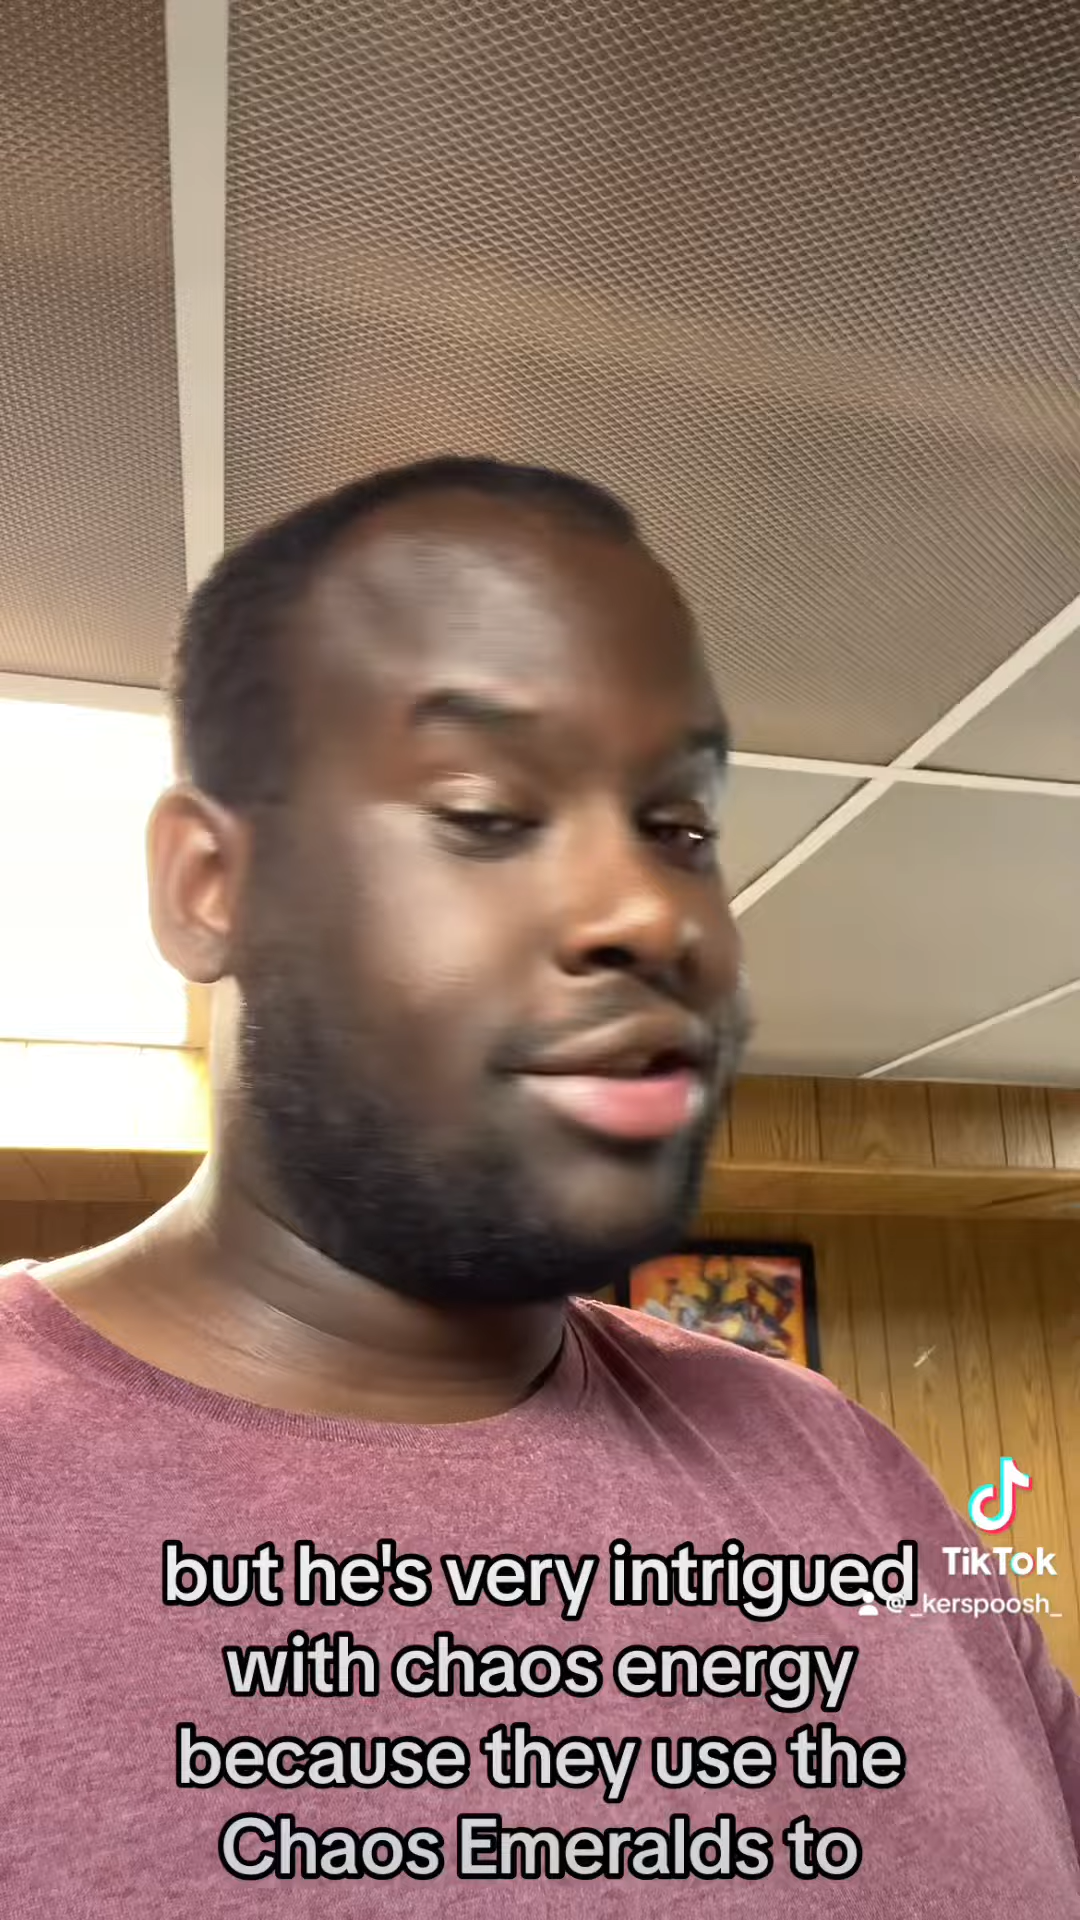 but he's very intrigued
with chaos energy
because they use the
Chaos Emeralds to
TikTok
@_kerspoosh_